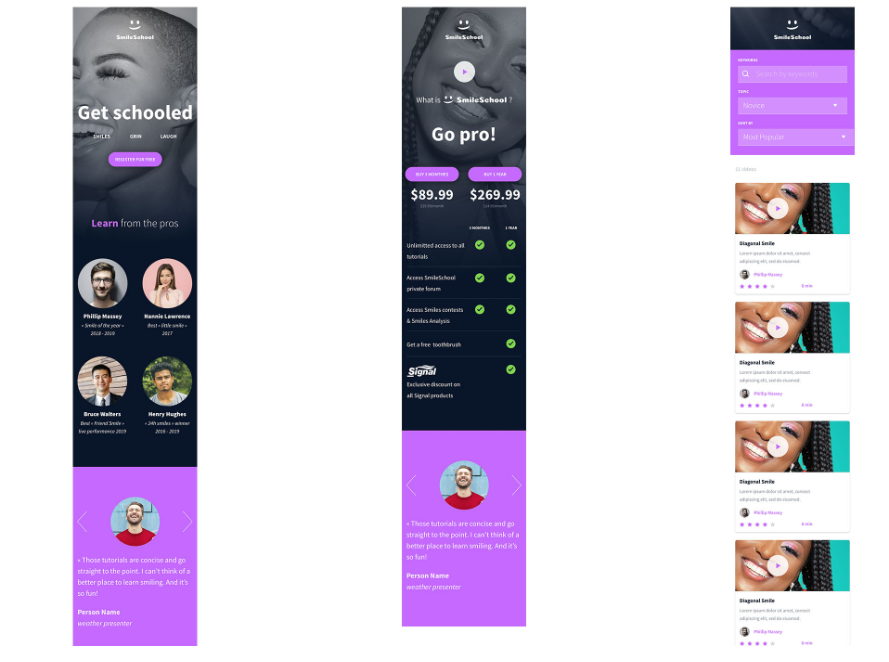 SmileSchool
Get schooled
SMILES GRIN LAUGH
REGISTER FOR FREE
Learn from the pros
Phillip Massey
« Smile of the year »
2018 - 2019
Nannie Lawrence
Best « little smile »
2017
Bruce Walters
Best « Friend Smile »
live performance 2019
Henry Hughes
« 24h smiles » winner
2016 - 2019
« Those tutorials are concise and go
straight to the point. I can't think of a
better place to learn smiling. And it's
so fun!
Person Name
weather presenter
SmileSchool
What is SmileSchool ?
Go pro!
BUY 3 MONTHS
BUY 1 YEAR
$89.99
$269.99
3 MONTHS
1 YEAR
Unlimitted access to all
tutorials
Access SmileSchool
private forum
Access Smiles contests
& Smiles Analysis
Get a free toothbrush
Signal
Exclusive discount on
all Signal products
« Those tutorials are concise and go
straight to the point. I can't think of a
better place to learn smiling. And it's
so fun!
Person Name
weather presenter
SmileSchool
KEYWORDS
Search by keywords
TOPIC
Novice
SORT BY
Most Popular
videos
Diagonal Smile
Lorem ipsum dolor sit amet, consect
adipiscing elit, sed do eiusmod.
Phillip Massey
8 min
Diagonal Smile
Lorem ipsum dolor sit amet, consect
adipiscing elit, sed do eiusmod.
Phillip Massey
8 min
Diagonal Smile
Lorem ipsum dolor sit amet, consect
adipiscing elit, sed do eiusmod.
Phillip Massey
8 min
Diagonal Smile
Lorem ipsum dolor sit amet, consect
adipiscing elit, sed do eiusmod.
Phillip Massey
8 min